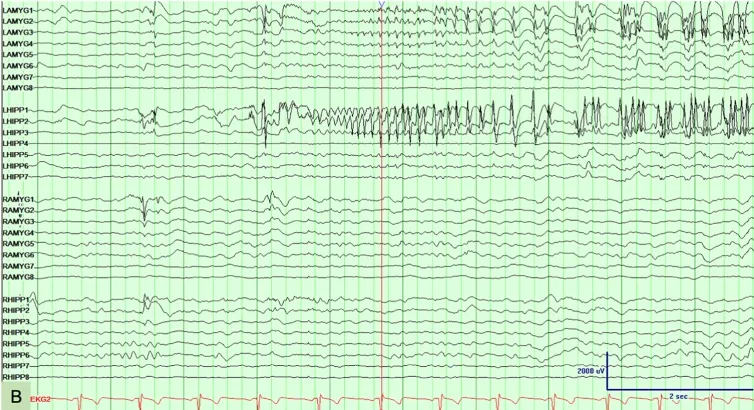 LAMYG1
LAMYG2
LAMYG3
LAMYG4
LAMYG5
LAMYG6
LAMYG7
LAMYG8
LHIPP1
LHIPP2
LHIPP3
LHIPP4
LHIPP5
LHIPP6
LHIPP7
RAMYG1
RAMYG2
RAMYG3
RAMYG4
RAMYG5
RAMYG6
RAMYG7
RAMYG8
RHIPP1
RHIPP2
RHIPP3
RHIPP4
RHIPP5
RHIPP6
RHIPP7
RHIPP8
2000 uV
2 sec
B EKG2